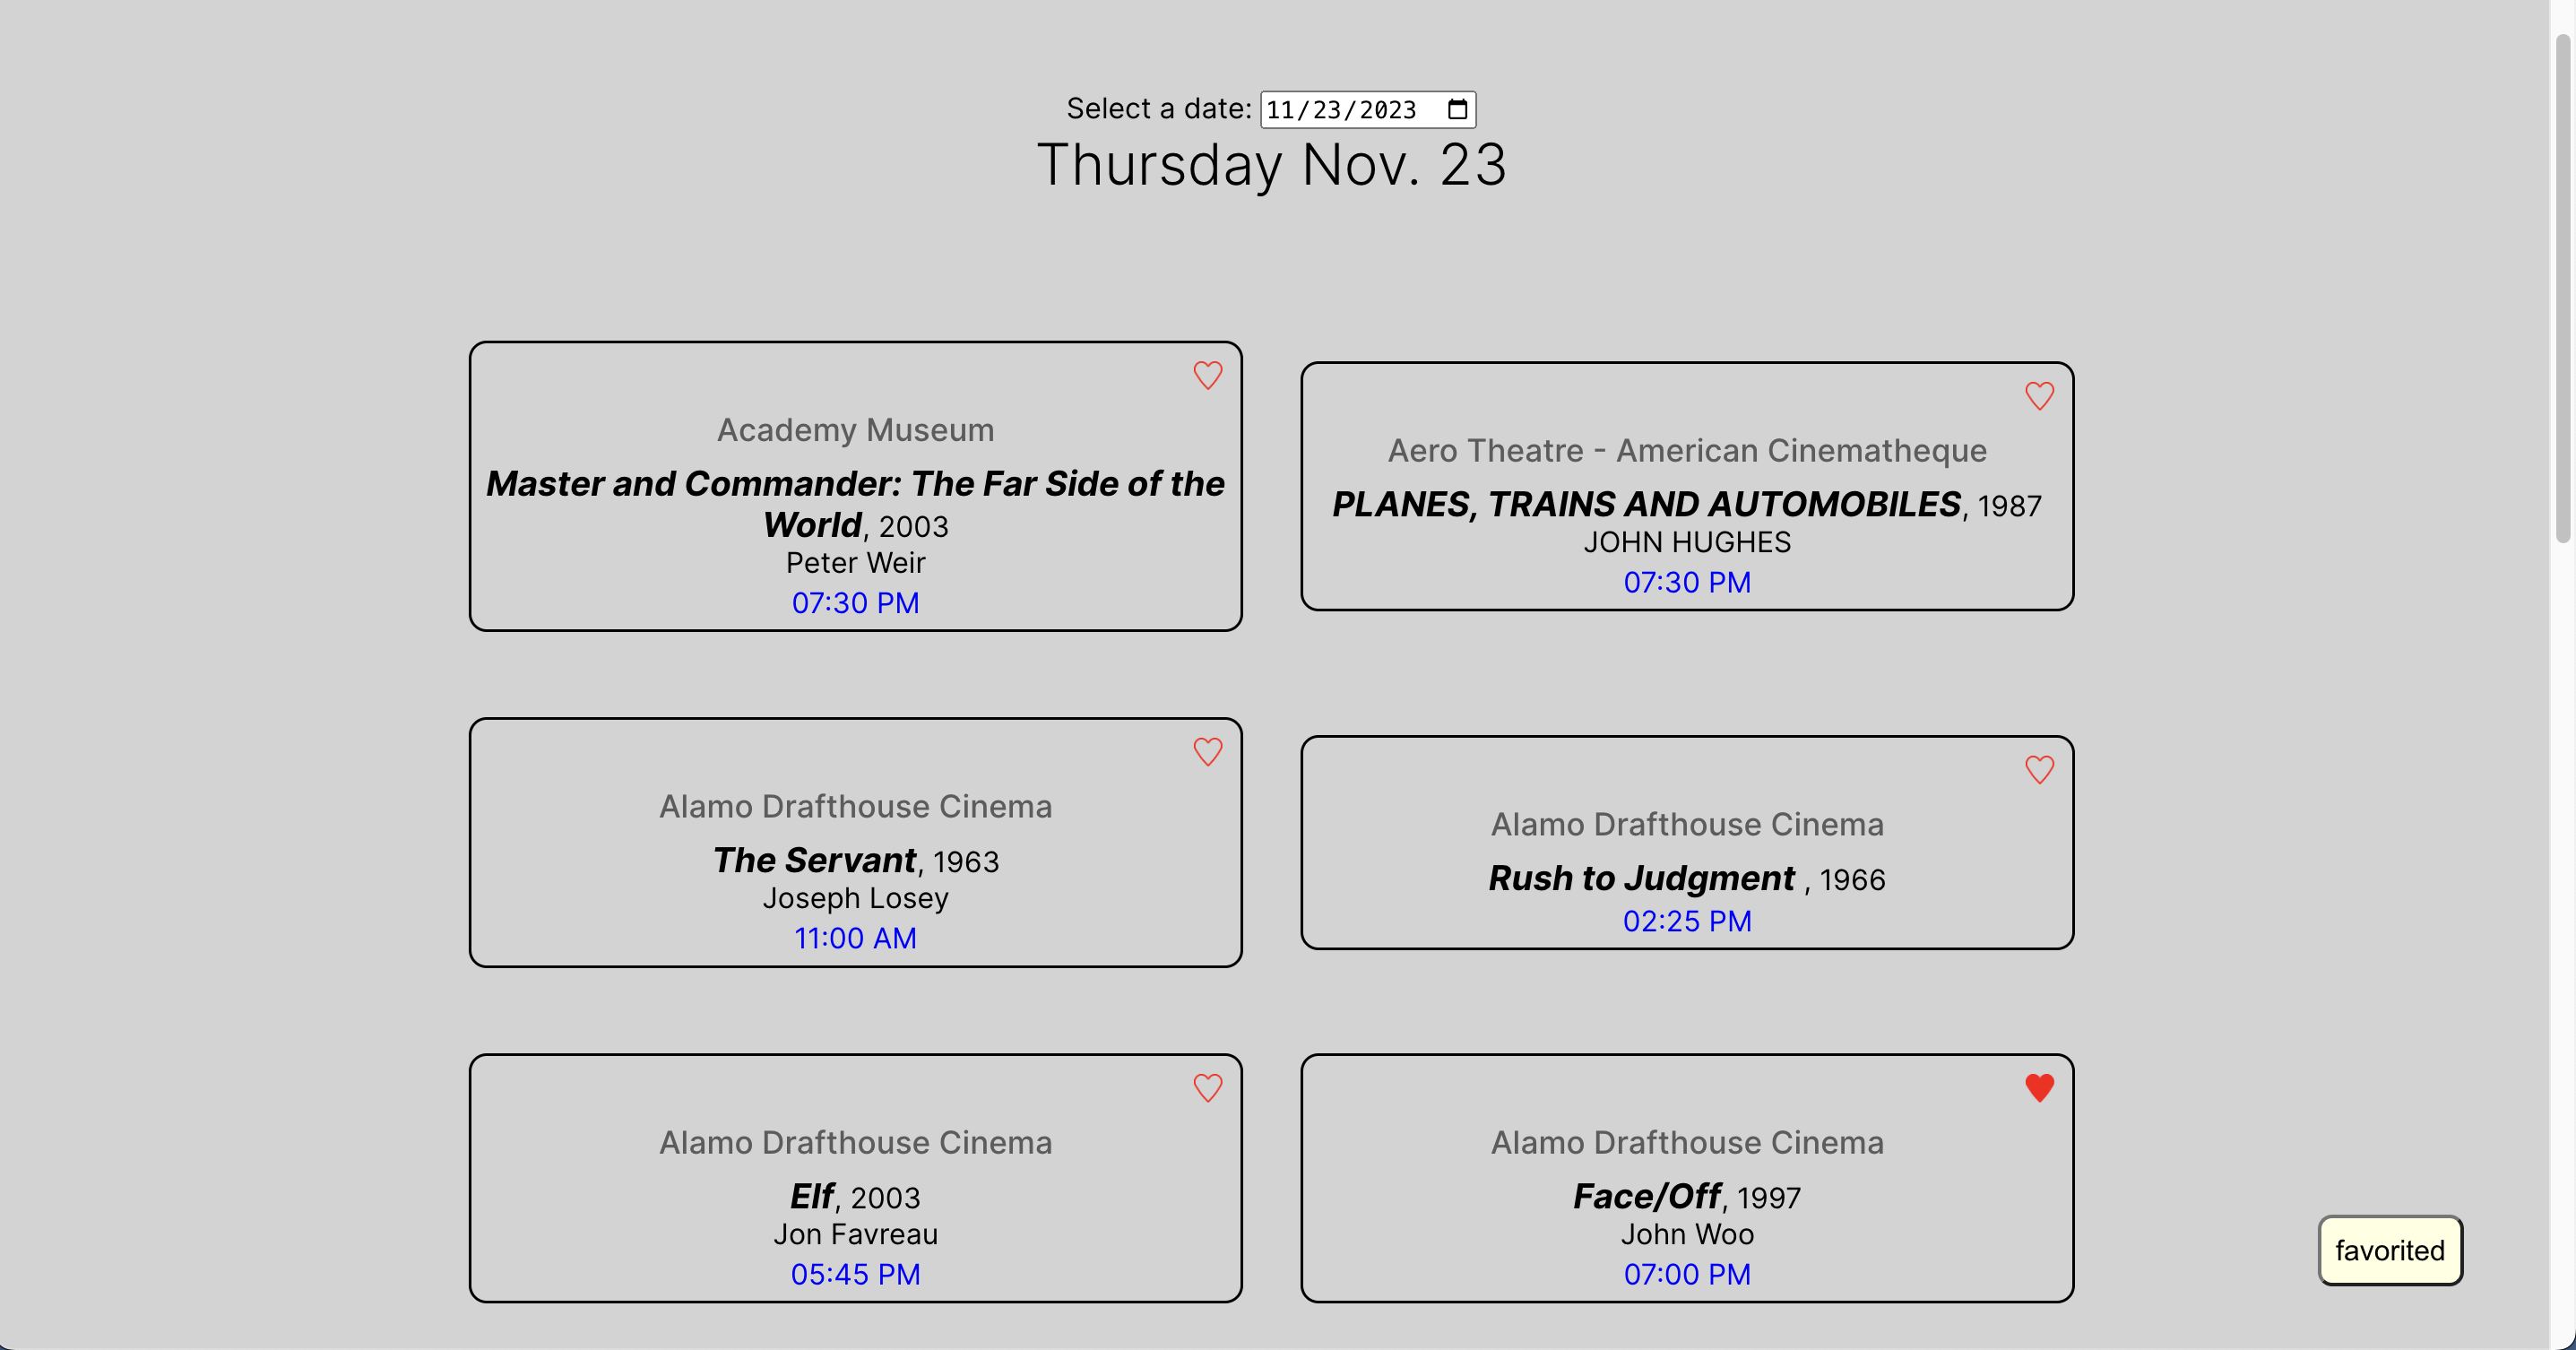 Select a date: 11/23/2023
Thursday Nov. 23
Academy Museum
Master and Commander: The Far Side of the
World, 2003
Peter Weir
07:30 PM
Aero Theatre - American Cinematheque
PLANES, TRAINS AND AUTOMOBILES, 1987
JOHN HUGHES
07:30 PM
Alamo Drafthouse Cinema
The Servant, 1963
Joseph Losey
11:00 AM
Alamo Drafthouse Cinema
Rush to Judgment , 1966
02:25 PM
Alamo Drafthouse Cinema
Elf, 2003
Jon Favreau
05:45 PM
Alamo Drafthouse Cinema
Face/Off, 1997
John Woo
07:00 PM
favorited